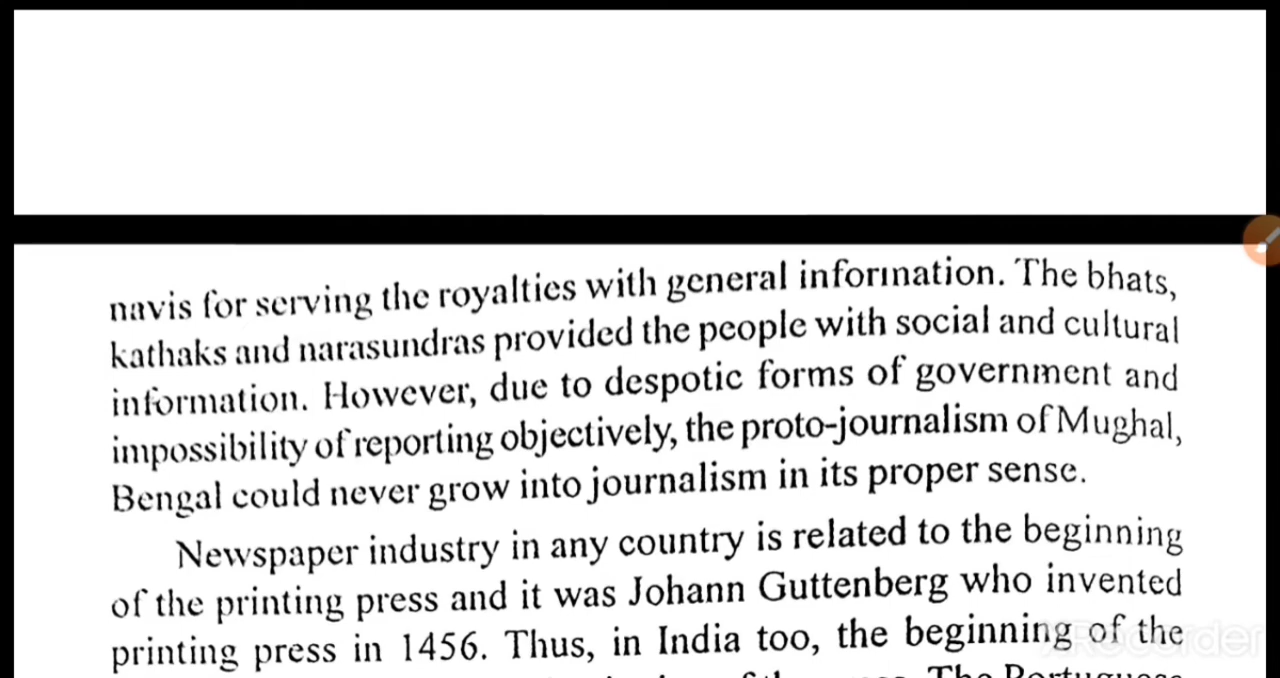 navis for serving the royalties with general information. The bhats,
kathaks and narasundras provided the people with social and cultural
information. However, due to despotic forms of government and
impossibility of reporting objectively, the proto-journalism of Mughal,
Bengal could never grow into journalism in its proper sense.
Newspaper industry in any country is related to the beginning
of the printing press and it was Johann Guttenberg who invented
printing press in 1456. Thus, in India too, the beginning of the
The Portuguese
XRecorder